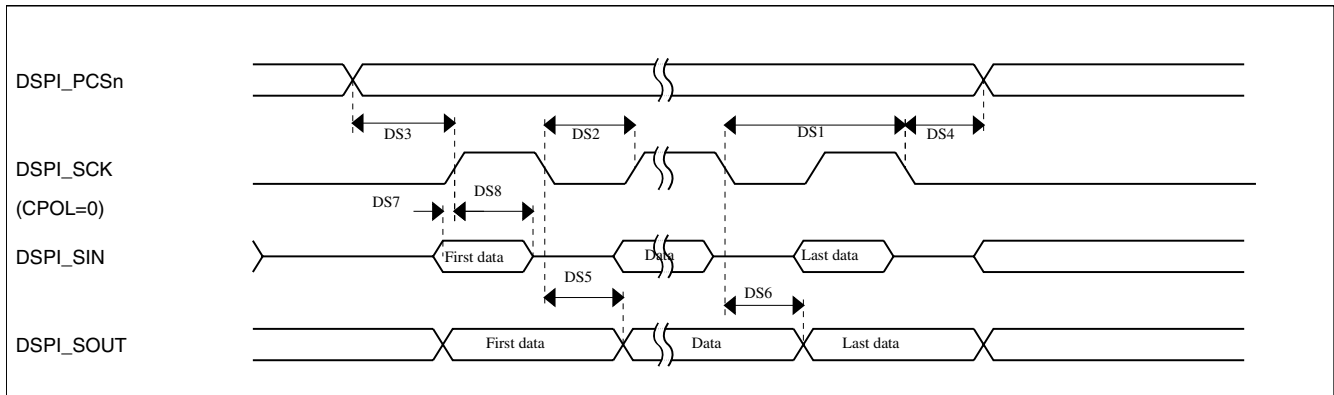 DSPI_PCSn
DS3
DS2
DS1
DS4
DSPI_SCK
(CPOL=0)
DS7
DS8
DSPI_SIN
First data
Data
Last data
DS5
DS6
DSPI_SOUT
First data
Data
Last data